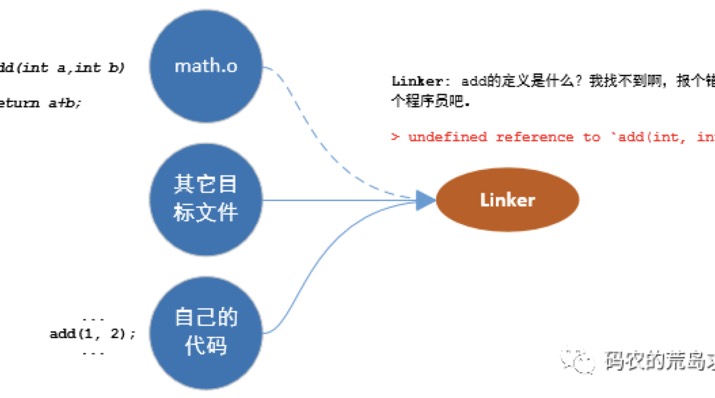 dd(int a,int b)
eturn a+b;
math.o
Linker: add的定义是什么?我找不到啊,报个错
个程序员吧.
> undefined reference to `add(int, in
其它目
标文件
Linker
...
add(1, 2);
...
自己的
代码
码农的荒岛求